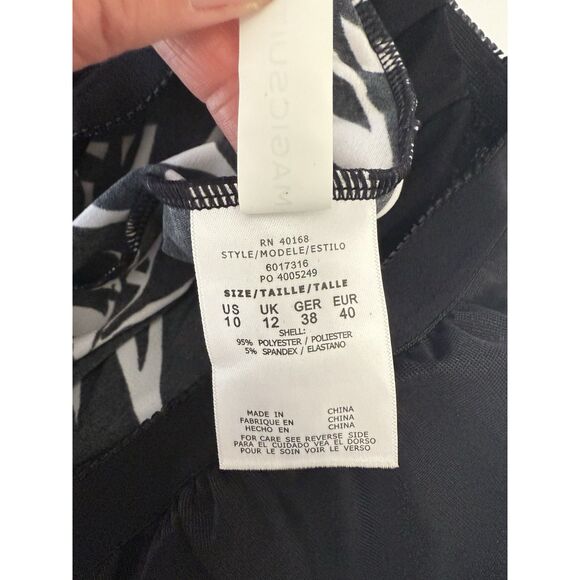 MAGICSUIT
RN 40168
STYLE/MODELE/ESTILO
6017316
PO 4005249
SIZE/TAILLE/TALLE
US UK GER EUR
10 12 38 40
SHELL:
95% POLYESTER / POLIESTER
5% SPANDEX / ELASTANO
MADE IN CHINA
FABRIQUE EN CHINA
HECHO EN CHINA
FOR CARE SEE REVERSE SIDE
PARA EL CUIDADO VEA EL DORSO
POUR LE SOIN VOIR LE VERSO